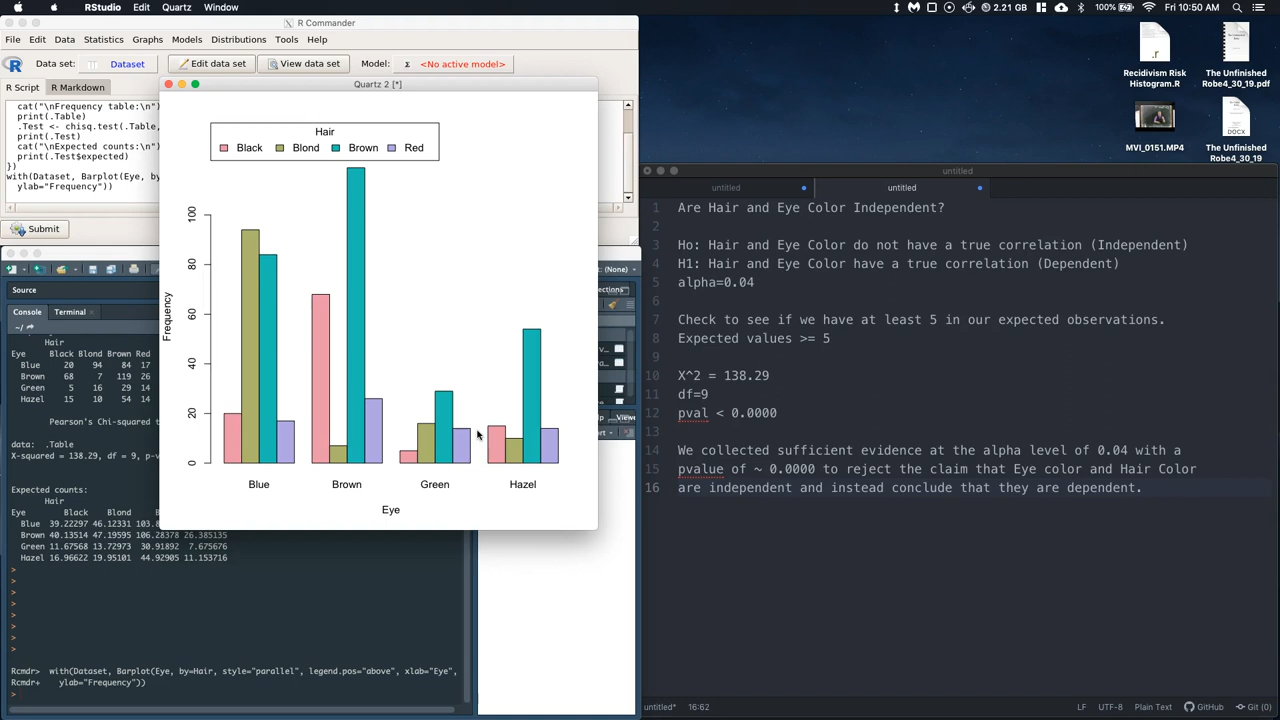 RStudio Edit Quartz Window
2.21 GB 100% Fri 10:50 AM
R Commander
File Edit Data Statistics Graphs Models Distributions Tools Help
Data set: Dataset Edit data set View data set Model: Σ <No active model>
R Script R Markdown
cat("\nFrequency table:\n")
print(.Table)
.Test <- chisq.test(.Table,
print(.Test)
cat("\nExpected counts:\n")
print(.Test$expected)
})
with(Dataset, Barplot(Eye, b
ylab="Frequency"))
Submit
Source
Console Terminal ×
~/
Hair
Eye Black Blond Brown Red
Blue 20 94 84 17
Brown 68 7 119 26
Green 5 16 29 14
Hazel 15 10 54 14
Pearson's Chi-squared t
data: .Table
X-squared = 138.29, df = 9, p-v
Expected counts:
Hair
Eye Black Blond
Blue 39.22297 46.12331 103.8
Brown 40.13514 47.19595 106.28378 26.385135
Green 11.67568 13.72973 30.91892 7.675676
Hazel 16.96622 19.95101 44.92905 11.153716
>
>
>
>
>
>
>
>
Rcmdr> with(Dataset, Barplot(Eye, by=Hair, style="parallel", legend.pos="above", xlab="Eye",
Rcmdr+ ylab="Frequency"))
>
Quartz 2 [*]
Hair
Black Blond Brown Red
Frequency
100
80
60
40
20
0
Blue Brown Green Hazel
Eye
: (None)
Viewe
Recidivism Risk
Histogram.R
The Unfinished
Robe4_30_19.pdf
MVI_0151.MP4
DOCX
The Unfinished
Robe4_30_19
untitled
untitled untitled
1 Are Hair and Eye Color Independent?
2
3 Ho: Hair and Eye Color do not have a true correlation (Independent)
4 H1: Hair and Eye Color have a true correlation (Dependent)
5 alpha=0.04
6
7 Check to see if we have at least 5 in our expected observations.
8 Expected values >= 5
9
10 X^2 = 138.29
11 df=9
12 pval < 0.0000
13
14 We collected sufficient evidence at the alpha level of 0.04 with a
15 pvalue of ~ 0.0000 to reject the claim that Eye color and Hair Color
16 are independent and instead conclude that they are dependent.
untitled* 16:62 LF UTF-8 Plain Text GitHub Git (0)